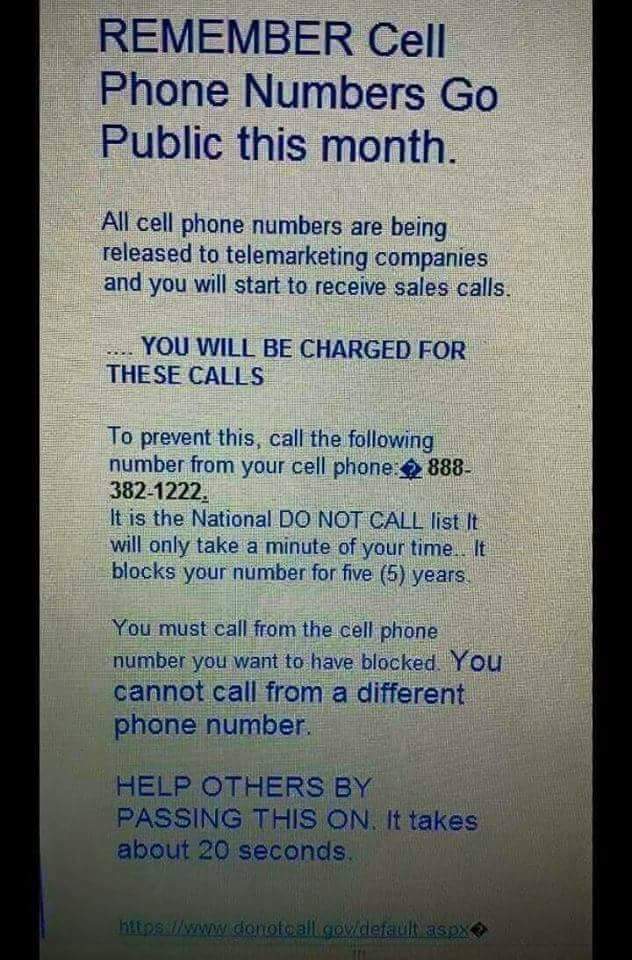 REMEMBER Cell
Phone Numbers Go
Public this month.
All cell phone numbers are being
released to telemarketing companies
and you will start to receive sales calls.
.... YOU WILL BE CHARGED FOR
THESE CALLS
To prevent this, call the following
number from your cell phone:� 888-
382-1222.
It is the National DO NOT CALL list It
will only take a minute of your time.. It
blocks your number for five (5) years.
You must call from the cell phone
number you want to have blocked. You
cannot call from a different
phone number.
HELP OTHERS BY
PASSING THIS ON. It takes
about 20 seconds.
https://www.donotcall.gov/default.aspx�